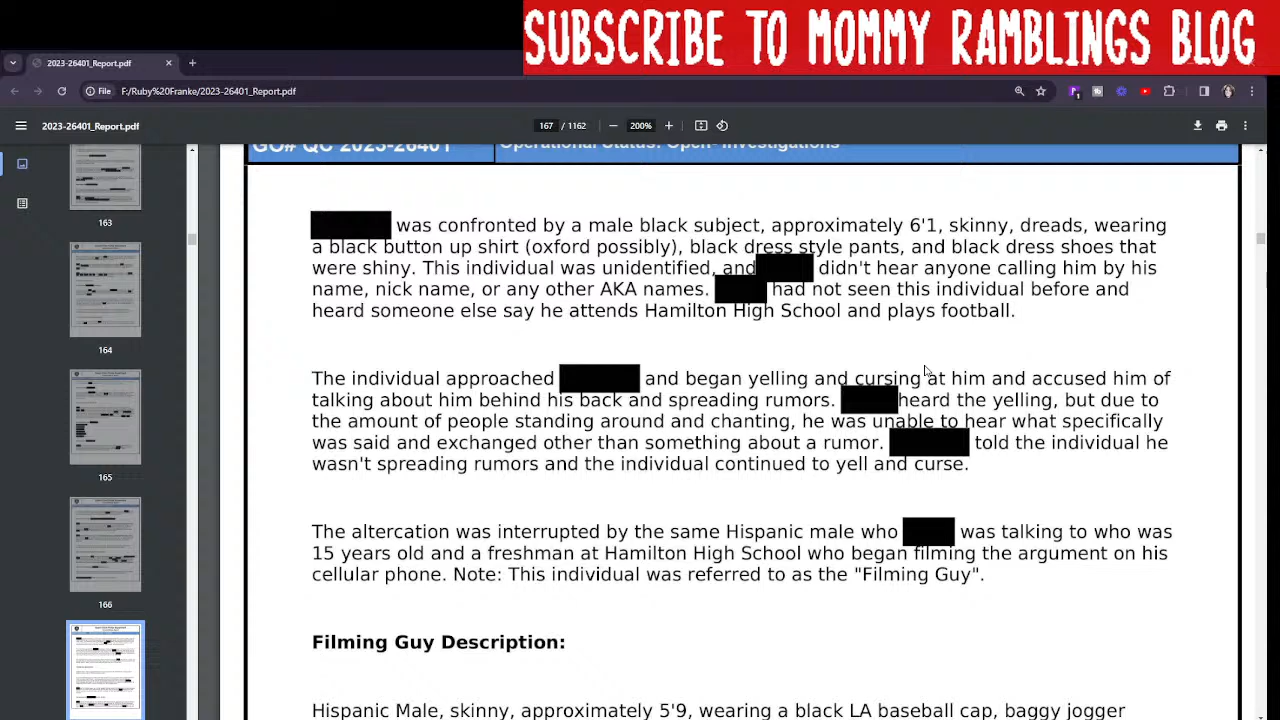 SUBSCRIBE TO MOMMY RAMBLINGS BLOG
2023-26401_Report.pdf
File F:/Ruby%20Franke/2023-26401_Report.pdf
2023-26401_Report.pdf
167 / 1162
200%
GO# QC 2023-26401 Operational Status: Open- Investigations
163
164
165
166
was confronted by a male black subject, approximately 6'1, skinny, dreads, wearing
a black button up shirt (oxford possibly), black dress style pants, and black dress shoes that
were shiny. This individual was unidentified, and didn't hear anyone calling him by his
name, nick name, or any other AKA names. had not seen this individual before and
heard someone else say he attends Hamilton High School and plays football.
The individual approached and began yelling and cursing at him and accused him of
talking about him behind his back and spreading rumors. heard the yelling, but due to
the amount of people standing around and chanting, he was unable to hear what specifically
was said and exchanged other than something about a rumor. told the individual he
wasn't spreading rumors and the individual continued to yell and curse.
The altercation was interrupted by the same Hispanic male who was talking to who was
15 years old and a freshman at Hamilton High School who began filming the argument on his
cellular phone. Note: This individual was referred to as the "Filming Guy".
Filming Guy Description:
Hispanic Male, skinny, approximately 5'9, wearing a black LA baseball cap, baggy jogger